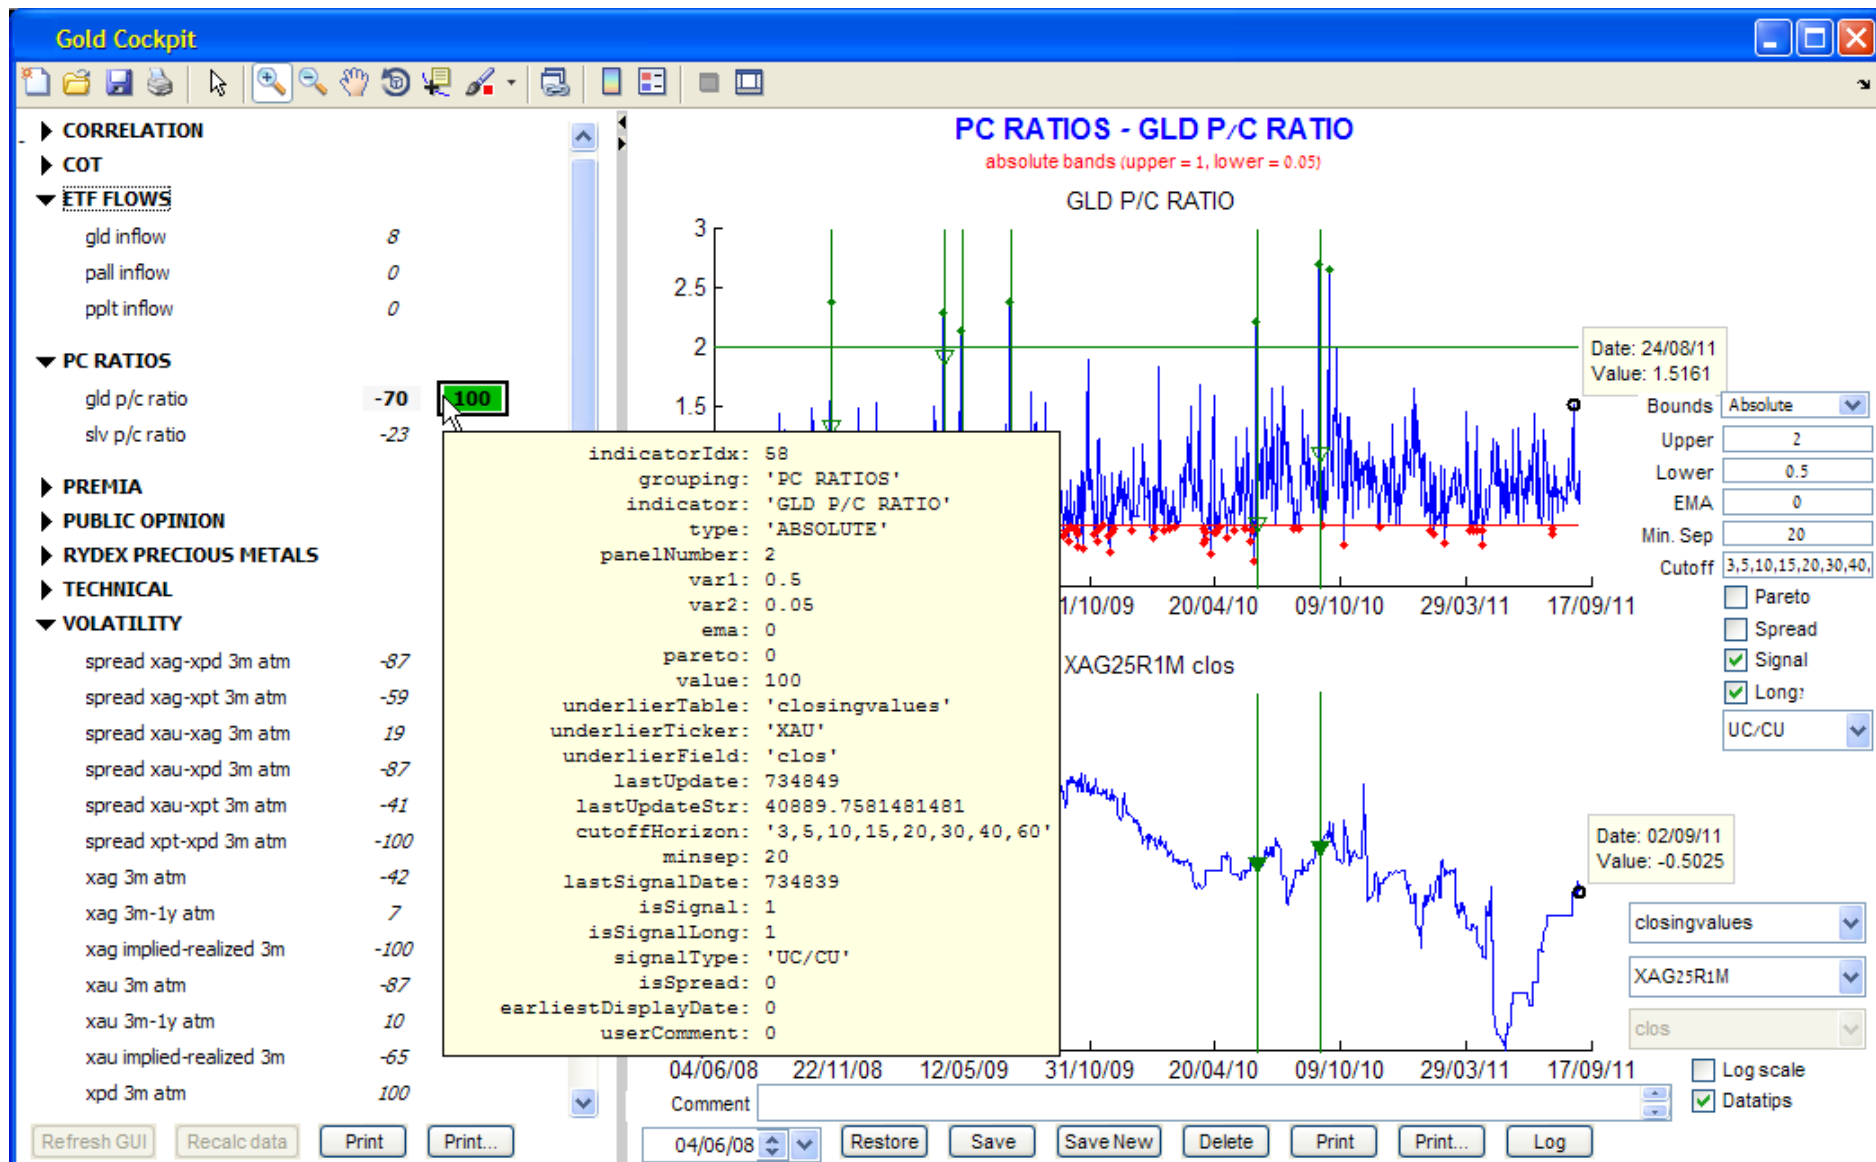 Gold Cockpit
CORRELATION
COT
ETF FLOWS
gld inflow 8
pall inflow 0
pplt inflow 0
PC RATIOS
gld p/c ratio -70 100
slv p/c ratio -23
PREMIA
PUBLIC OPINION
RYDEX PRECIOUS METALS
TECHNICAL
VOLATILITY
spread xag-xpd 3m atm -87
spread xag-xpt 3m atm -59
spread xau-xag 3m atm 19
spread xau-xpd 3m atm -87
spread xau-xpt 3m atm -41
spread xpt-xpd 3m atm -100
xag 3m atm -42
xag 3m-1y atm 7
xag implied-realized 3m -100
xau 3m atm -87
xau 3m-1y atm 10
xau implied-realized 3m -65
xpd 3m atm 100
Refresh GUI Recalc data Print Print...
indicatorIdx: 58
grouping: 'PC RATIOS'
indicator: 'GLD P/C RATIO'
type: 'ABSOLUTE'
panelNumber: 2
var1: 0.5
var2: 0.05
ema: 0
pareto: 0
value: 100
underlierTable: 'closingvalues'
underlierTicker: 'XAU'
underlierField: 'clos'
lastUpdate: 734849
lastUpdateStr: 40889.7581481481
cutoffHorizon: '3,5,10,15,20,30,40,60'
minsep: 20
lastSignalDate: 734839
isSignal: 1
isSignalLong: 1
signalType: 'UC/CU'
isSpread: 0
earliestDisplayDate: 0
userComment: 0
PC RATIOS - GLD P/C RATIO
absolute bands (upper = 1, lower = 0.05)
GLD P/C RATIO
3
2.5
2
1.5
1/10/09 20/04/10 09/10/10 29/03/11 17/09/11
Date: 24/08/11
Value: 1.5161
Bounds Absolute
Upper 2
Lower 0.5
EMA 0
Min. Sep 20
Cutoff 3,5,10,15,20,30,40,
Pareto
Spread
Signal
Long?
UC/CU
XAG25R1M clos
Date: 02/09/11
Value: -0.5025
closingvalues
XAG25R1M
clos
04/06/08 22/11/08 12/05/09 31/10/09 20/04/10 09/10/10 29/03/11 17/09/11
Log scale
Datatips
Comment
04/06/08 Restore Save Save New Delete Print Print... Log